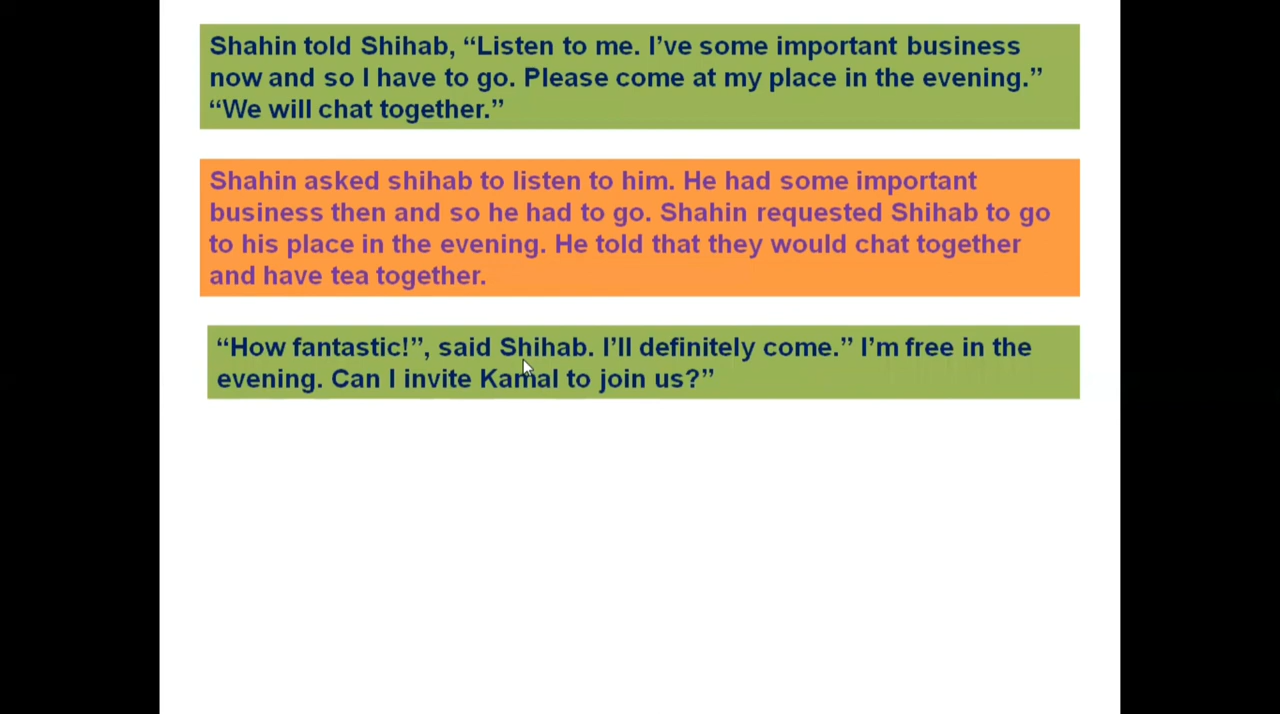 Shahin told Shihab, “Listen to me. I’ve some important business
now and so I have to go. Please come at my place in the evening.”
“We will chat together.”
Shahin asked shihab to listen to him. He had some important
business then and so he had to go. Shahin requested Shihab to go
to his place in the evening. He told that they would chat together
and have tea together.
“How fantastic!”, said Shihab. I’ll definitely come.” I’m free in the
evening. Can I invite Kamal to join us?”